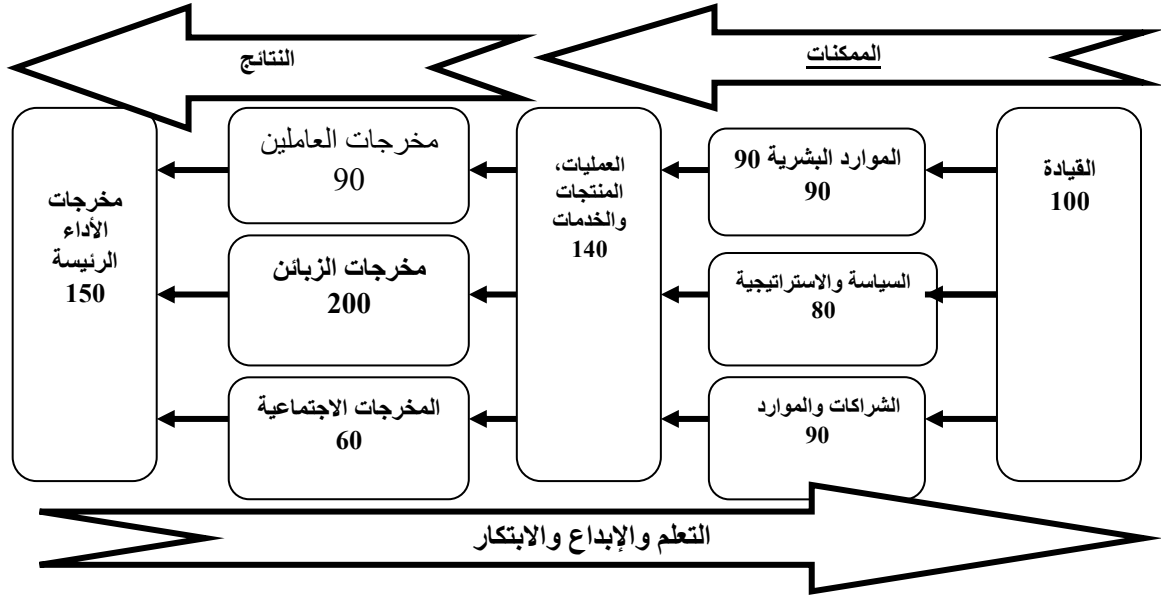 الممكنات
النتائج
القيادة
100
الموارد البشرية 90
90
السياسة والاستراتيجية
80
الشراكات والموارد
90
العمليات،
المنتجات
والخدمات
140
مخرجات العاملين
90
مخرجات الزبائن
200
المخرجات الاجتماعية
60
مخرجات
الأداء
الرئيسة
150
التعلم والإبداع والابتكار